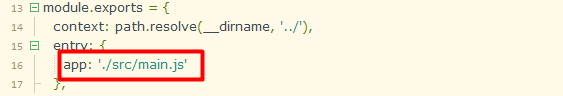 13 module.exports = {
14 context: path.resolve(__dirname, '../'),
15 entry: {
16 app: './src/main.js'
17 },